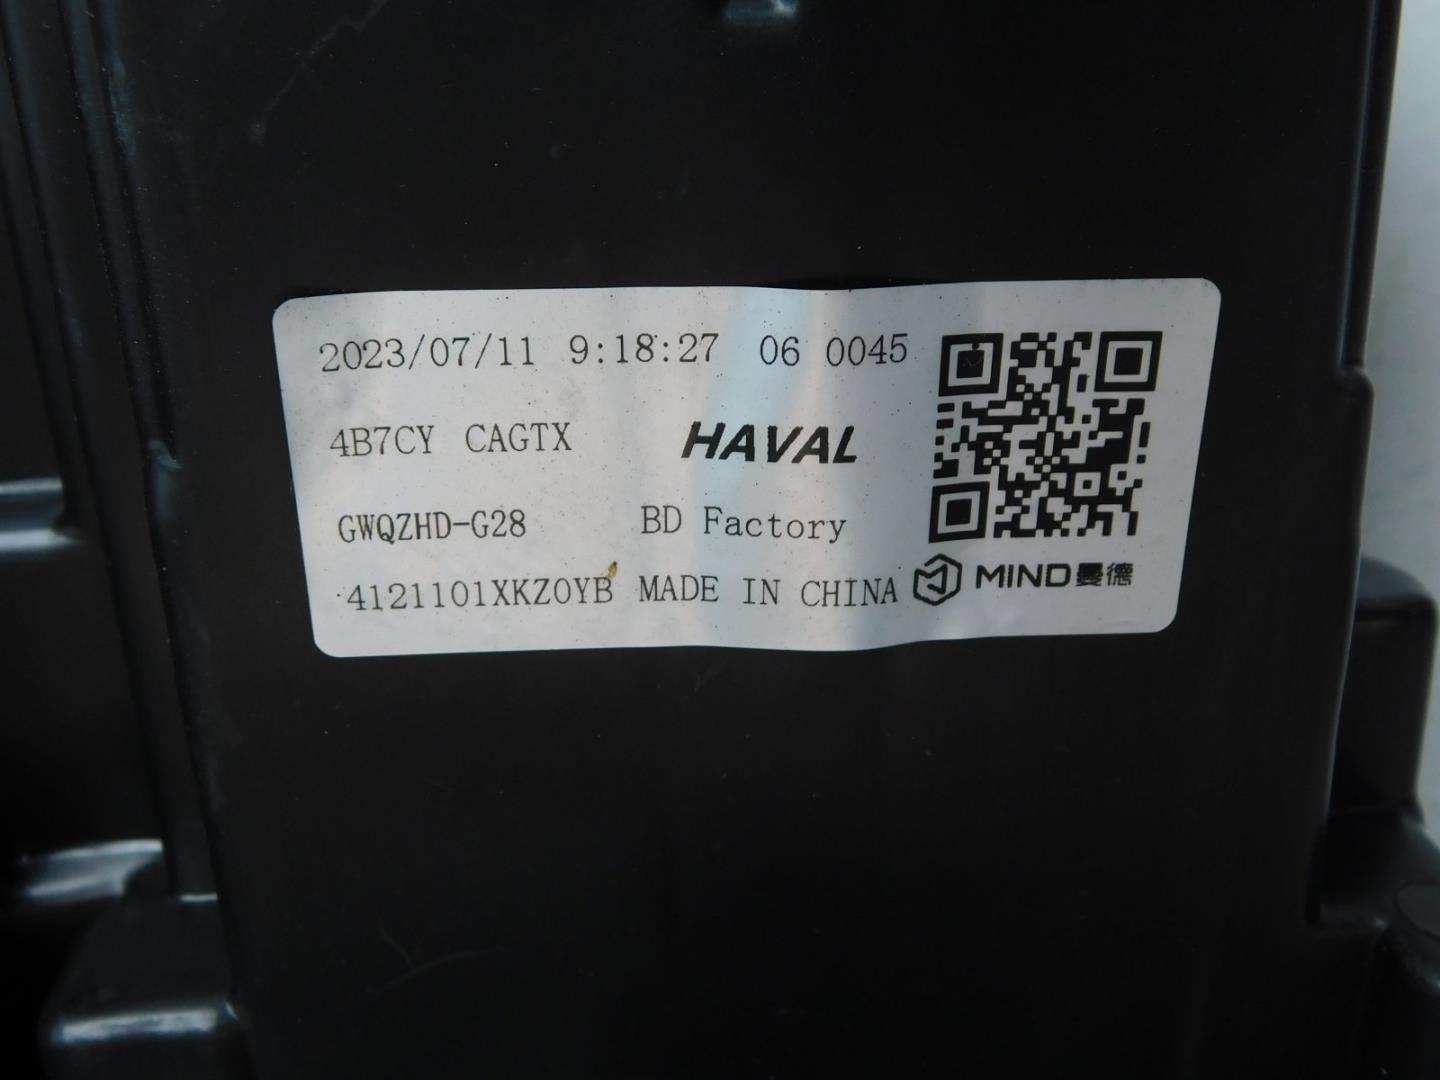 2023/07/11 9:18:27 06 0045
4B7CY CAGTX HAVAL
GWQZHD-G28 BD Factory
4121101XKZ0YB MADE IN CHINA MIND曼德